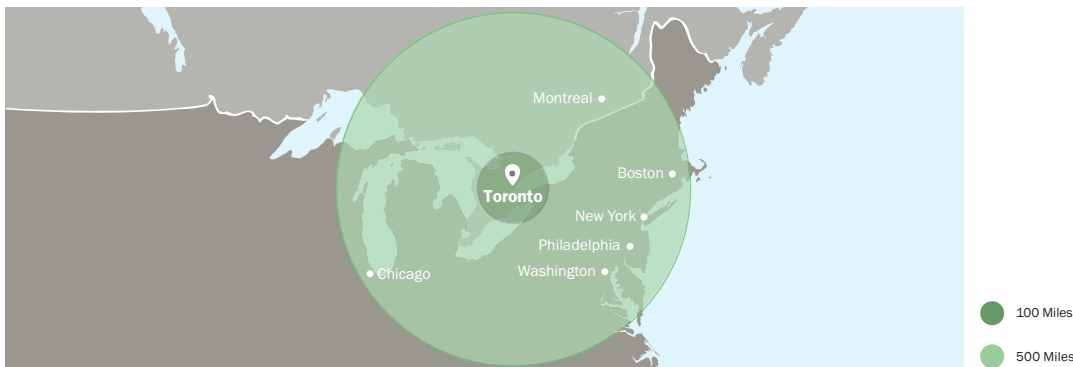 Montreal
Boston
Toronto
New York
Philadelphia
Washington
Chicago
100 Miles
500 Miles